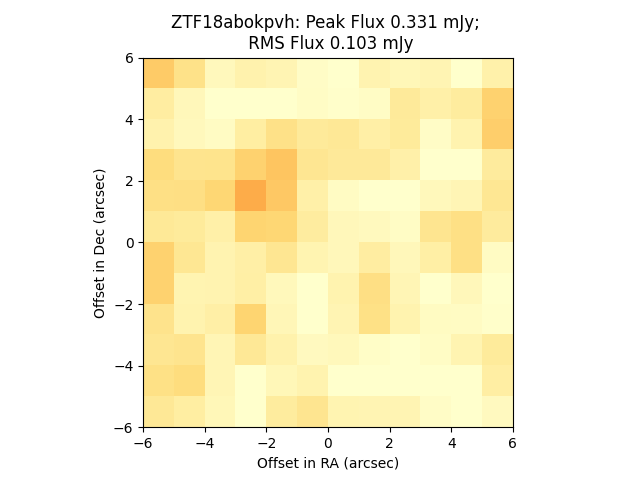 ZTF18abokpvh: Peak Flux 0.331 mJy;
RMS Flux 0.103 mJy
6
4
2
0
−2
−4
−6
Offset in Dec (arcsec)
−6 −4 −2 0 2 4 6
Offset in RA (arcsec)